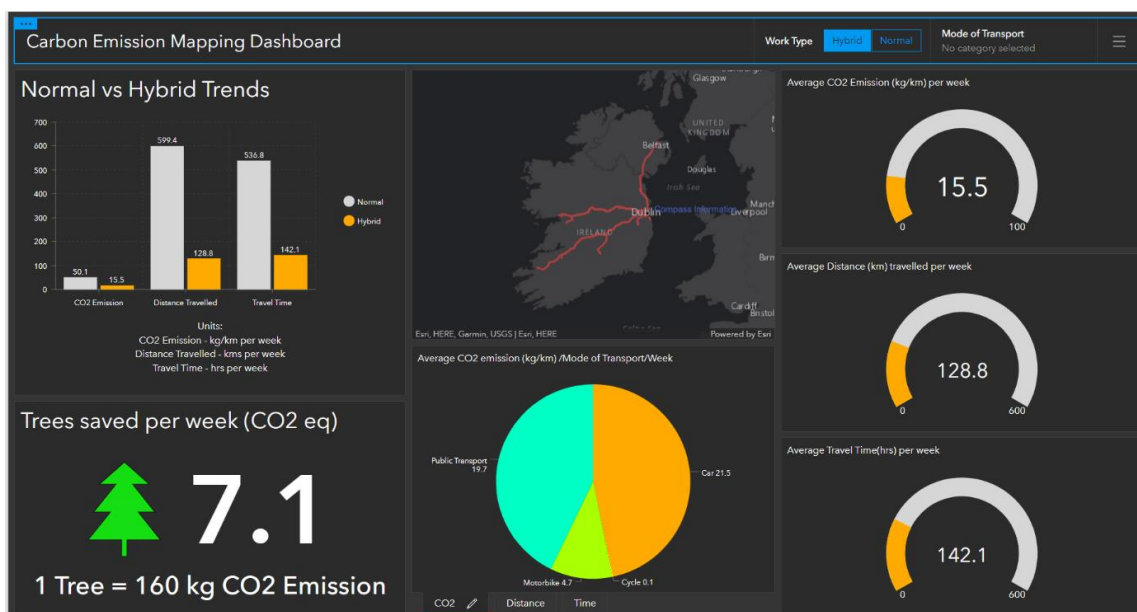 Carbon Emission Mapping Dashboard
Work Type
Hybrid
Normal
Mode of Transport
No category selected
Normal vs Hybrid Trends
700
600
500
400
300
200
100
0
50.1
15.5
599.4
128.8
536.8
142.1
CO2 Emission
Distance Travelled
Travel Time
Normal
Hybrid
Units:
CO2 Emission - kg/km per week
Distance Travelled - kms per week
Travel Time - hrs per week
Trees saved per week (CO2 eq)
7.1
1 Tree = 160 kg CO2 Emission
Glasgow
UNITED
KINGDOM
Belfast
Douglas
Irish Sea
Dublin
Compass Information
Liverpool
Manch
IRELAND
Birm
Cardiff
Bristol
Celtic Sea
Esri, HERE, Garmin, USGS | Esri, HERE
Powered by Esri
Average CO2 emission (kg/km) /Mode of Transport/Week
Public Transport
19.7
Car 21.5
Motorbike 4.7
Cycle 0.1
CO2
Distance
Time
Average CO2 Emission (kg/km) per week
15.5
0
100
Average Distance (km) travelled per week
128.8
0
600
Average Travel Time(hrs) per week
142.1
0
600